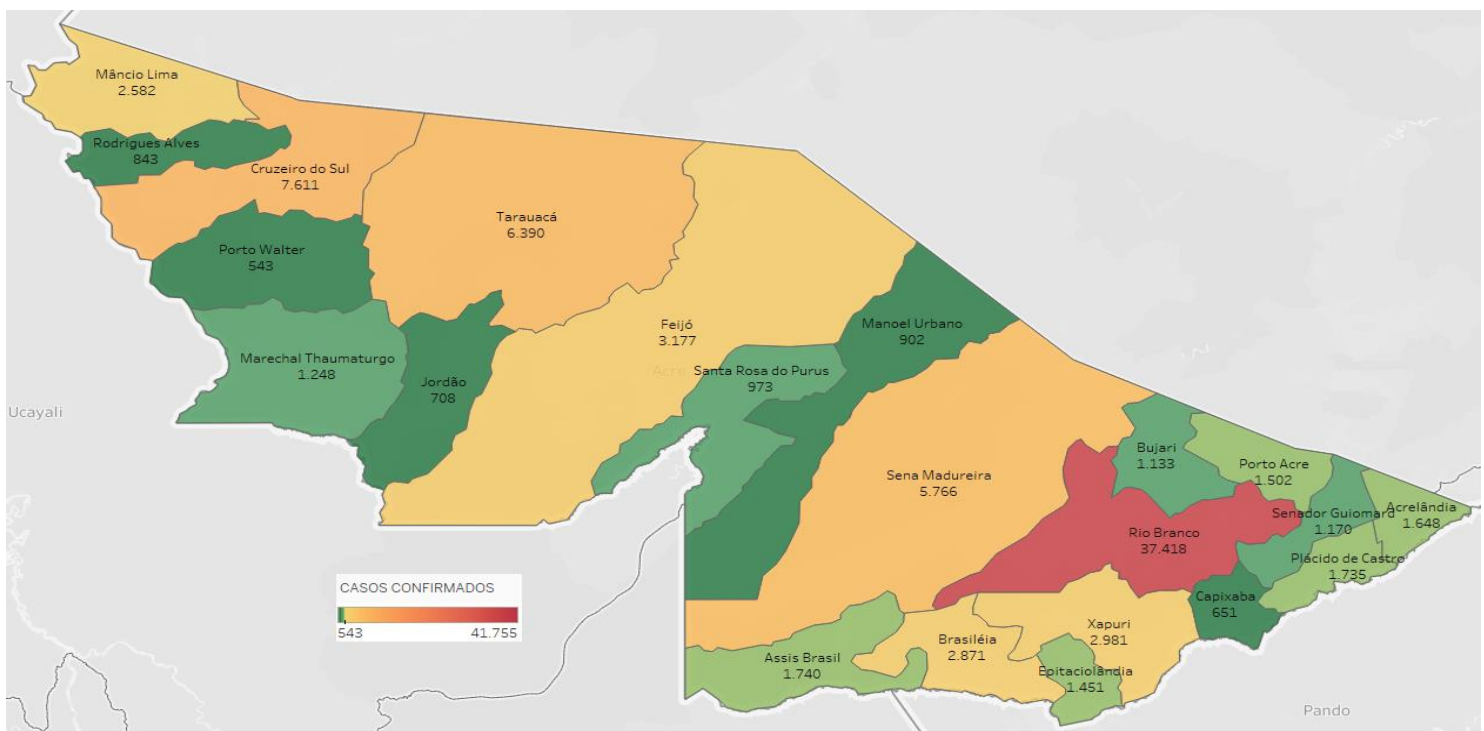 Mâncio Lima
2.582
Rodrigues Alves
843
Cruzeiro do Sul
7.611
Tarauacá
6.390
Porto Walter
543
Marechal Thaumaturgo
1.248
Jordão
708
Feijó
3.177
Acre
Manoel Urbano
902
Santa Rosa do Purus
973
Ucayali
Sena Madureira
5.766
Bujari
1.133
Porto Acre
1.502
Senador Guiomard
1.170
Acrelândia
1.648
Rio Branco
37.418
Plácido de Castro
1.735
Capixaba
651
Xapuri
2.981
Brasiléia
2.871
Epitaciolândia
1.451
Assis Brasil
1.740
CASOS CONFIRMADOS
543 41.755
Pando